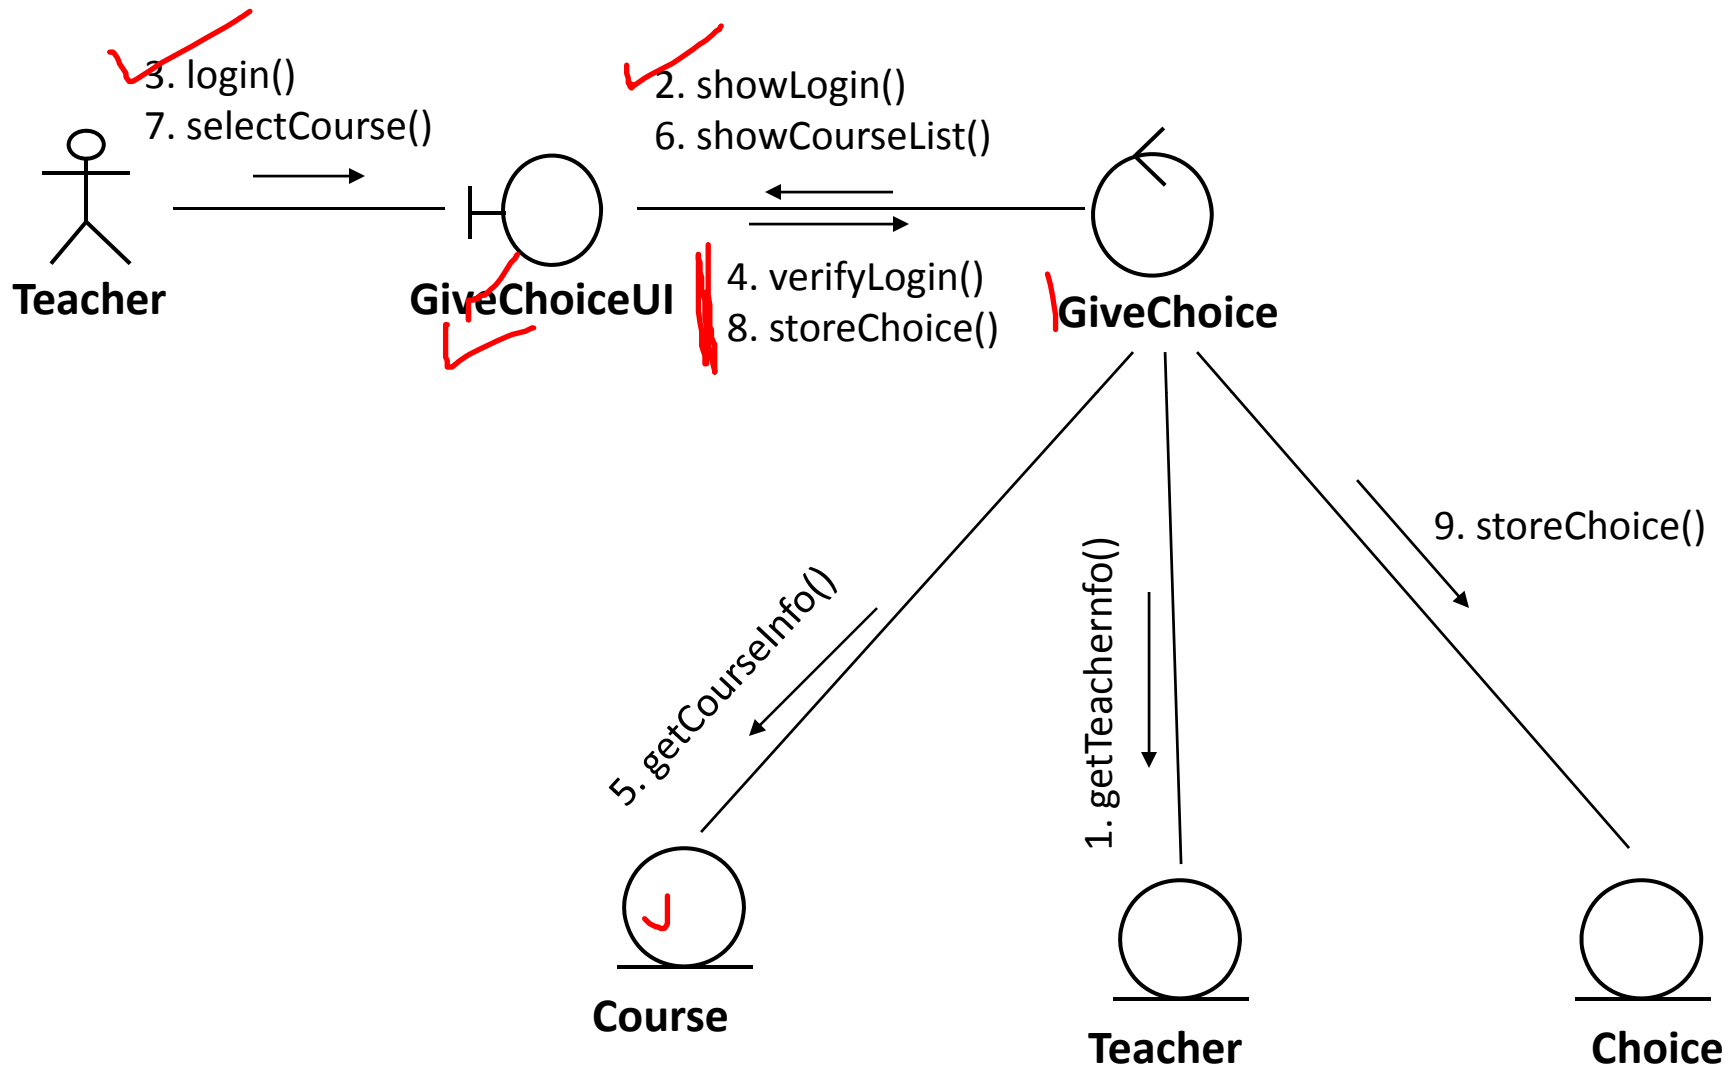 3. login()
7. selectCourse()
2. showLogin()
6. showCourseList()
Teacher
GiveChoiceUI
4. verifyLogin()
8. storeChoice()
GiveChoice
9. storeChoice()
5. getCourseInfo()
1. getTeachernfo()
Course
Teacher
Choice